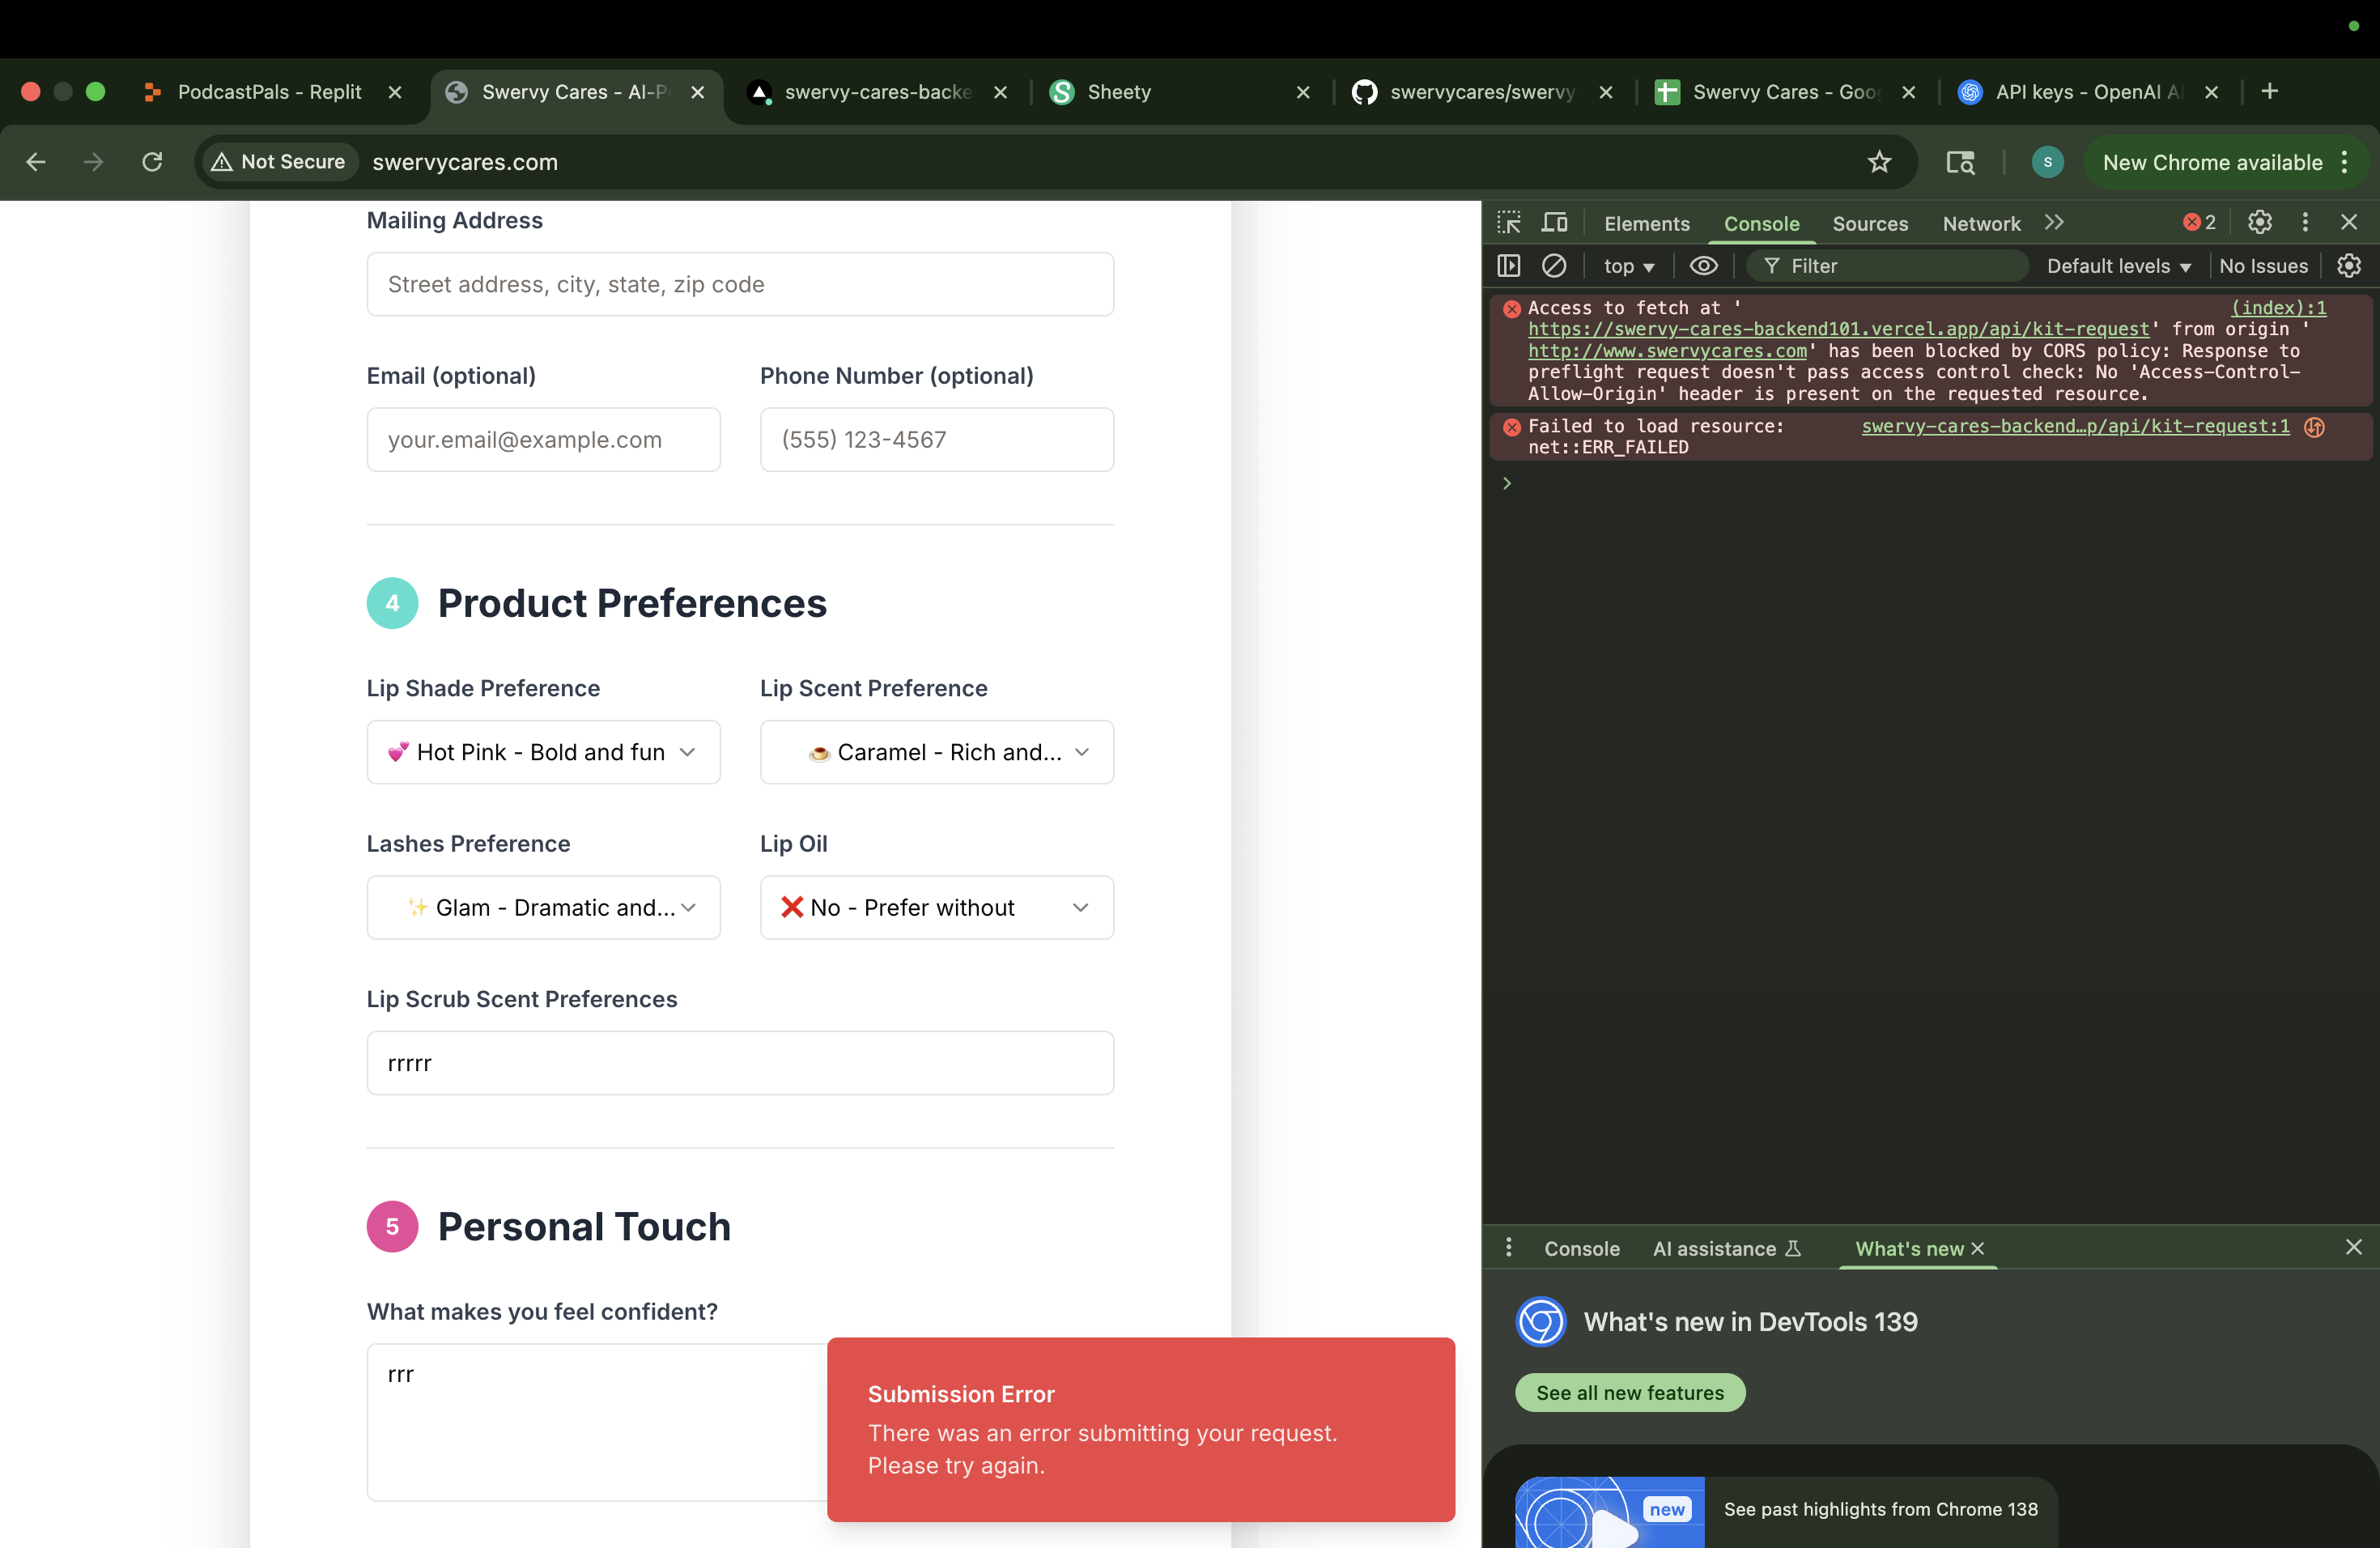 PodcastPals - Replit
Swervy Cares - AI-P
swervy-cares-backe
Sheety
swervycares/swervy
Swervy Cares - Goo
API keys - OpenAI A
Not Secure
swervycares.com
S
New Chrome available
Mailing Address
Street address, city, state, zip code
Email (optional)
Phone Number (optional)
your.email@example.com
(555) 123-4567
4
Product Preferences
Lip Shade Preference
Lip Scent Preference
💕 Hot Pink - Bold and fun
☕ Caramel - Rich and...
Lashes Preference
Lip Oil
✨ Glam - Dramatic and...
❌ No - Prefer without
Lip Scrub Scent Preferences
rrrrr
5
Personal Touch
What makes you feel confident?
rrr
Submission Error
There was an error submitting your request.
Please try again.
Elements
Console
Sources
Network
2
top
Filter
Default levels
No Issues
Access to fetch at '
(index):1
https://swervy-cares-backend101.vercel.app/api/kit-request' from origin '
http://www.swervycares.com' has been blocked by CORS policy: Response to
preflight request doesn't pass access control check: No 'Access-Control-
Allow-Origin' header is present on the requested resource.
Failed to load resource:
swervy-cares-backend…p/api/kit-request:1
net::ERR_FAILED
Console
AI assistance
What's new
What's new in DevTools 139
See all new features
new
See past highlights from Chrome 138